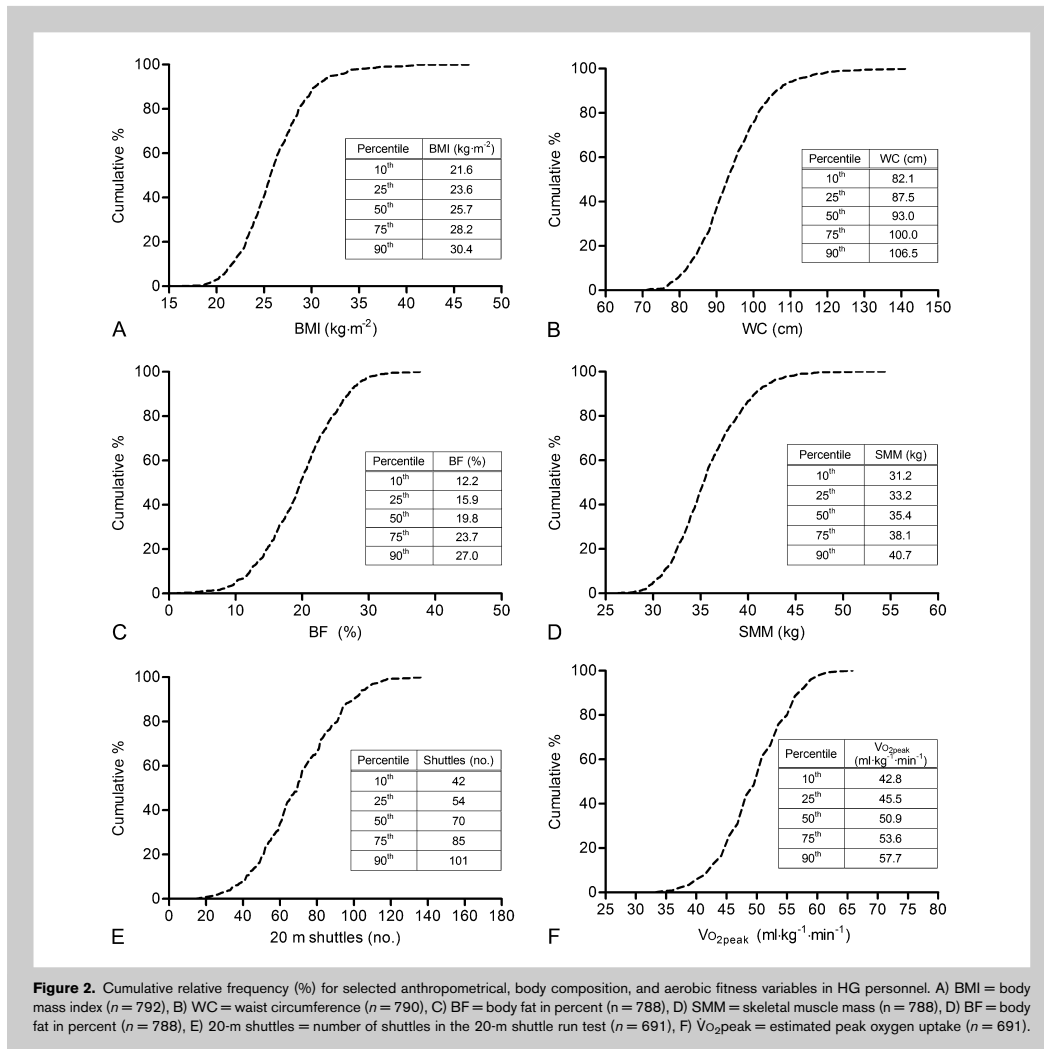 100
80
60
40
20
0
Cumulative %
15 20 25 30 35 40 45 50
BMI (kg·m⁻²)
A
Percentile BMI (kg·m⁻²)
10th 21.6
25th 23.6
50th 25.7
75th 28.2
90th 30.4
100
80
60
40
20
0
Cumulative %
60 70 80 90 100 110 120 130 140 150
WC (cm)
B
Percentile WC (cm)
10th 82.1
25th 87.5
50th 93.0
75th 100.0
90th 106.5
100
80
60
40
20
0
Cumulative %
0 10 20 30 40 50
BF (%)
C
Percentile BF (%)
10th 12.2
25th 15.9
50th 19.8
75th 23.7
90th 27.0
100
80
60
40
20
0
Cumulative %
25 30 35 40 45 50 55 60
SMM (kg)
D
Percentile SMM (kg)
10th 31.2
25th 33.2
50th 35.4
75th 38.1
90th 40.7
100
80
60
40
20
0
Cumulative %
0 20 40 60 80 100 120 140 160 180
20 m shuttles (no.)
E
Percentile Shuttles (no.)
10th 42
25th 54
50th 70
75th 85
90th 101
100
80
60
40
20
0
Cumulative %
25 30 35 40 45 50 55 60 65 70 75 80
VO₂peak (ml·kg⁻¹·min⁻¹)
F
Percentile VO₂peak
(ml·kg⁻¹·min⁻¹)
10th 42.8
25th 45.5
50th 50.9
75th 53.6
90th 57.7
Figure 2. Cumulative relative frequency (%) for selected anthropometrical, body composition, and aerobic fitness variables in HG personnel. A) BMI = body
mass index (n = 792), B) WC = waist circumference (n = 790), C) BF = body fat in percent (n = 788), D) SMM = skeletal muscle mass (n = 788), D) BF = body
fat in percent (n = 788), E) 20-m shuttles = number of shuttles in the 20-m shuttle run test (n = 691), F) V̇O₂peak = estimated peak oxygen uptake (n = 691).